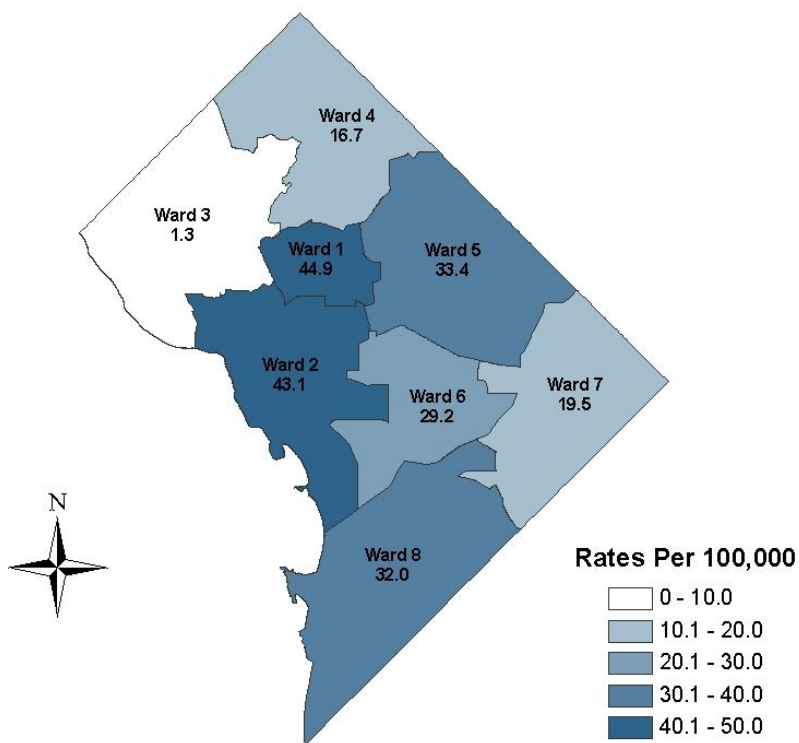 Ward 4
16.7
Ward 3
1.3
Ward 1
44.9
Ward 5
33.4
Ward 2
43.1
Ward 6
29.2
Ward 7
19.5
N
Ward 8
32.0
Rates Per 100,000
0 - 10.0
10.1 - 20.0
20.1 - 30.0
30.1 - 40.0
40.1 - 50.0